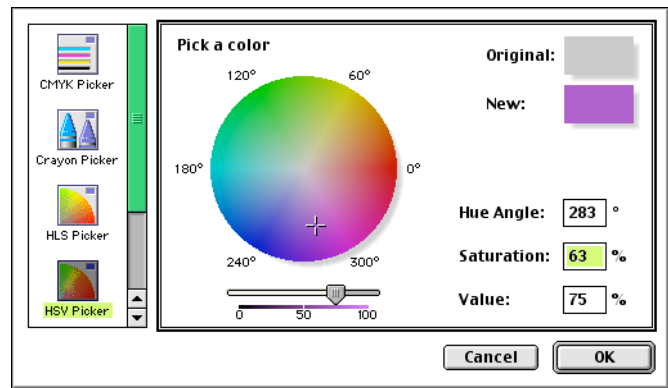 CMYK Picker
Crayon Picker
HLS Picker
HSV Picker
Pick a color
120° 60°
180° 0°
240° 300°
0 50 100
Original:
New:
Hue Angle: 283 °
Saturation: 63 %
Value: 75 %
Cancel OK